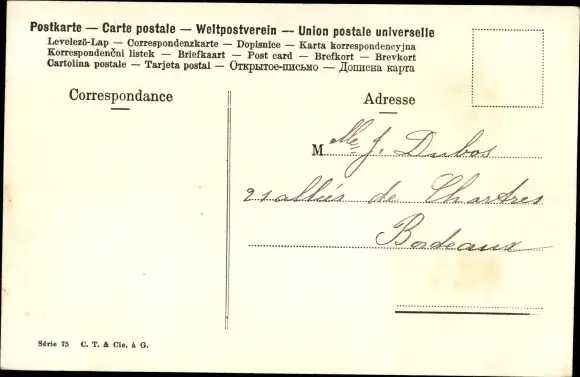 Postkarte — Carte postale — Weltpostverein — Union postale universelle
Levelező-Lap — Correspondenzkarte — Dopisnice — Karta korrespondencyjna
Korrespondenční listek — Briefkaart — Post card — Brefkort — Brevkort
Cartolina postale — Tarjeta postal — Открытое-письмо — Дописна карта
Correspondance
Adresse
M lle J. Dubos
21 alliés de Chartres
Bordeaux
Série 75 C. T. & Cie. à G.